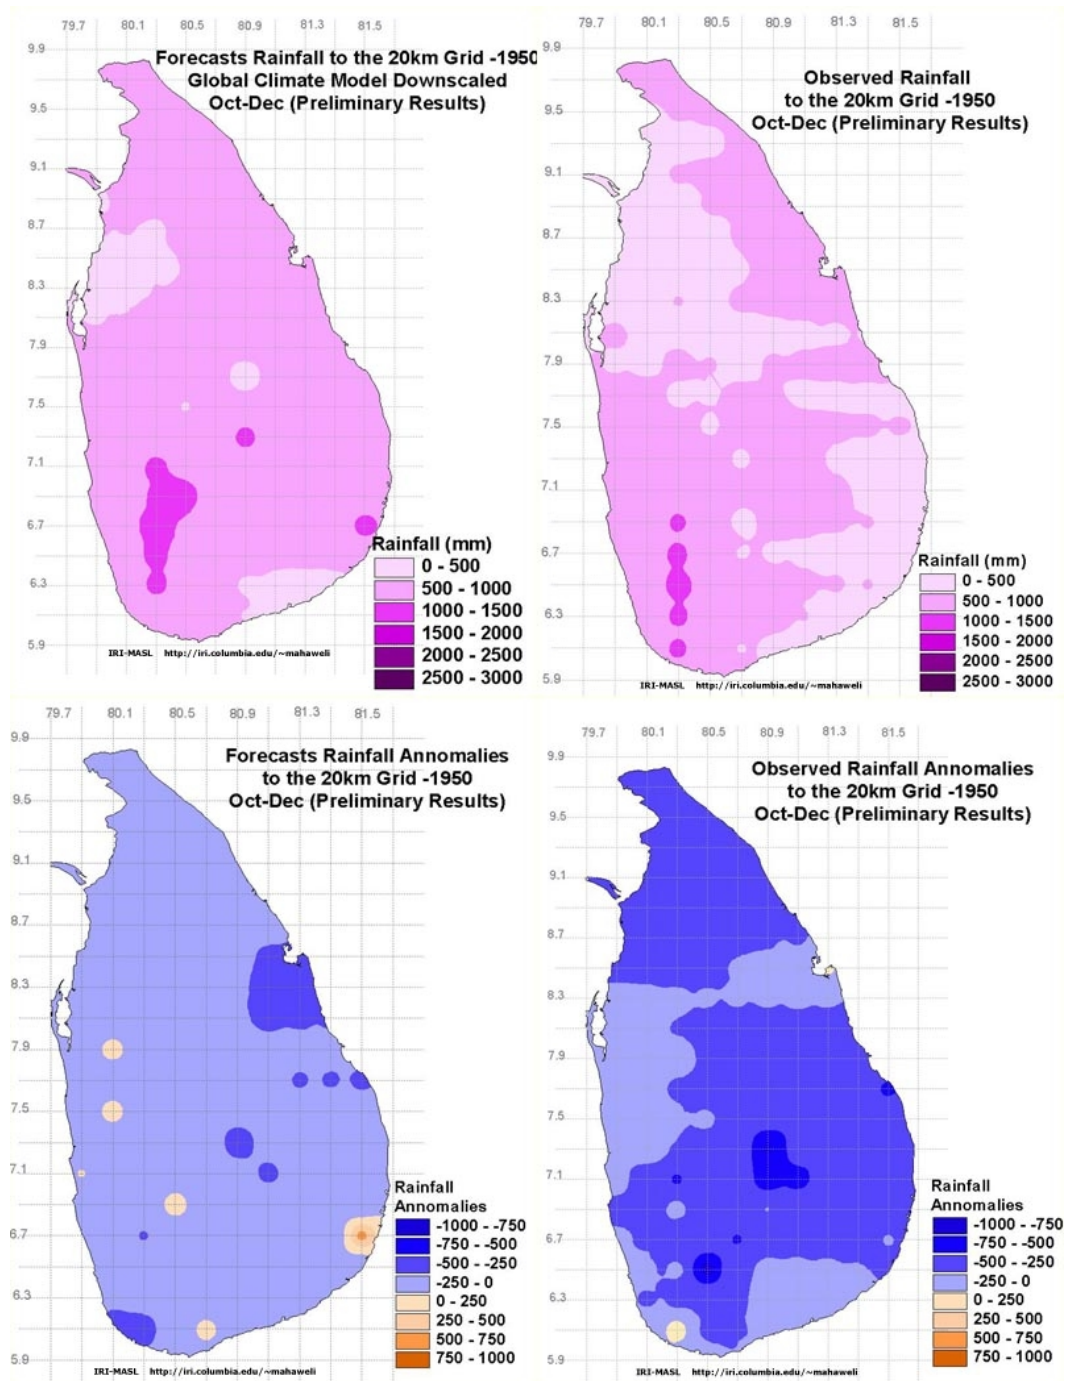 79.7 80.1 80.5 80.9 81.3 81.5
9.9
9.5
9.1
8.7
8.3
7.9
7.5
7.1
6.7
6.3
5.9
Forecasts Rainfall to the 20km Grid -1950
Global Climate Model Downscaled
Oct-Dec (Preliminary Results)
Rainfall (mm)
0 - 500
500 - 1000
1000 - 1500
1500 - 2000
2000 - 2500
2500 - 3000
IRI-MASL http://iri.columbia.edu/~mahaweli
79.7 80.1 80.5 80.9 81.3 81.5
9.9
9.5
9.1
8.7
8.3
7.9
7.5
7.1
6.7
6.3
5.9
Observed Rainfall
to the 20km Grid -1950
Oct-Dec (Preliminary Results)
Rainfall (mm)
0 - 500
500 - 1000
1000 - 1500
1500 - 2000
2000 - 2500
2500 - 3000
IRI-MASL http://iri.columbia.edu/~mahaweli
79.7 80.1 80.5 80.9 81.3 81.5
9.9
9.5
9.1
8.7
8.3
7.9
7.5
7.1
6.7
6.3
5.9
Forecasts Rainfall Annomalies
to the 20km Grid -1950
Oct-Dec (Preliminary Results)
Rainfall
Annomalies
-1000 - -750
-750 - -500
-500 - -250
-250 - 0
0 - 250
250 - 500
500 - 750
750 - 1000
IRI-MASL http://iri.columbia.edu/~mahaweli
79.7 80.1 80.5 80.9 81.3 81.5
9.9
9.5
9.1
8.7
8.3
7.9
7.5
7.1
6.7
6.3
5.9
Observed Rainfall Annomalies
to the 20km Grid -1950
Oct-Dec (Preliminary Results)
Rainfall
Annomalies
-1000 - -750
-750 - -500
-500 - -250
-250 - 0
0 - 250
250 - 500
500 - 750
750 - 1000
IRI-MASL http://iri.columbia.edu/~mahaweli